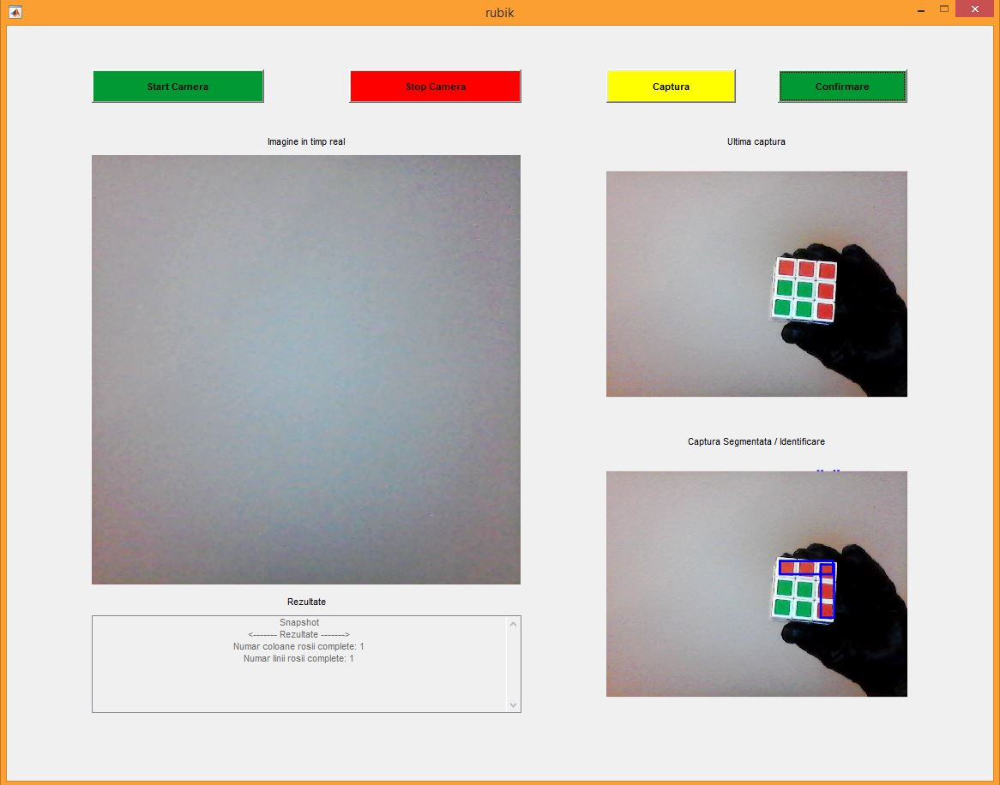 rubik
Start Camera
Stop Camera
Captura
Confirmare
Imagine in timp real
Ultima captura
Captura Segmentata / Identificare
Rezultate
Snapshot
<------- Rezultate ------->
Numar coloane rosii complete: 1
Numar linii rosii complete: 1